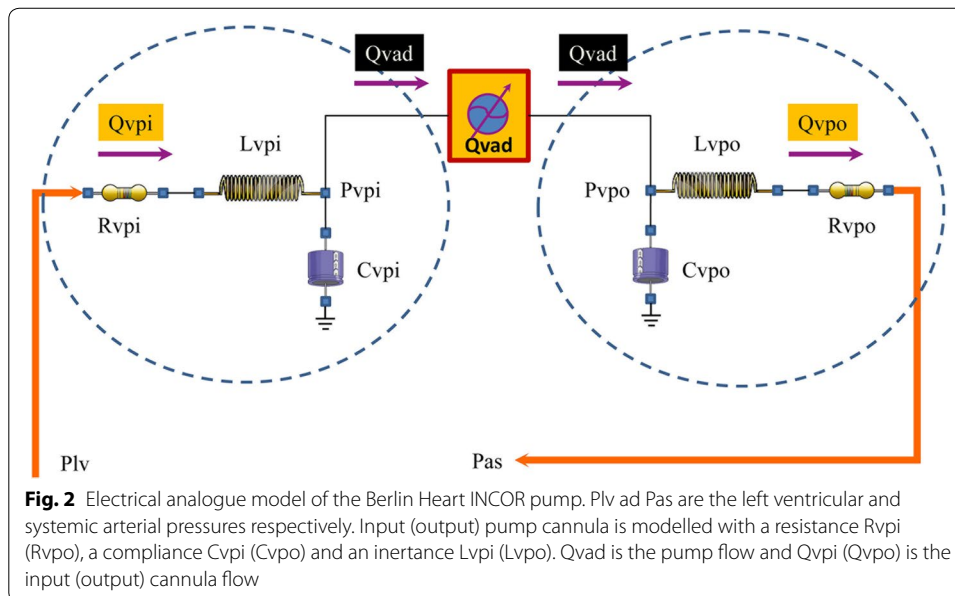 Qvad
Qvad
Qvpi
Qvpo
Qvad
Lvpi
Lvpo
Pvpi
Pvpo
Rvpi
Rvpo
Cvpi
Cvpo
Plv
Pas
Fig. 2 Electrical analogue model of the Berlin Heart INCOR pump. Plv ad Pas are the left ventricular and
systemic arterial pressures respectively. Input (output) pump cannula is modelled with a resistance Rvpi
(Rvpo), a compliance Cvpi (Cvpo) and an inertance Lvpi (Lvpo). Qvad is the pump flow and Qvpi (Qvpo) is the
input (output) cannula flow